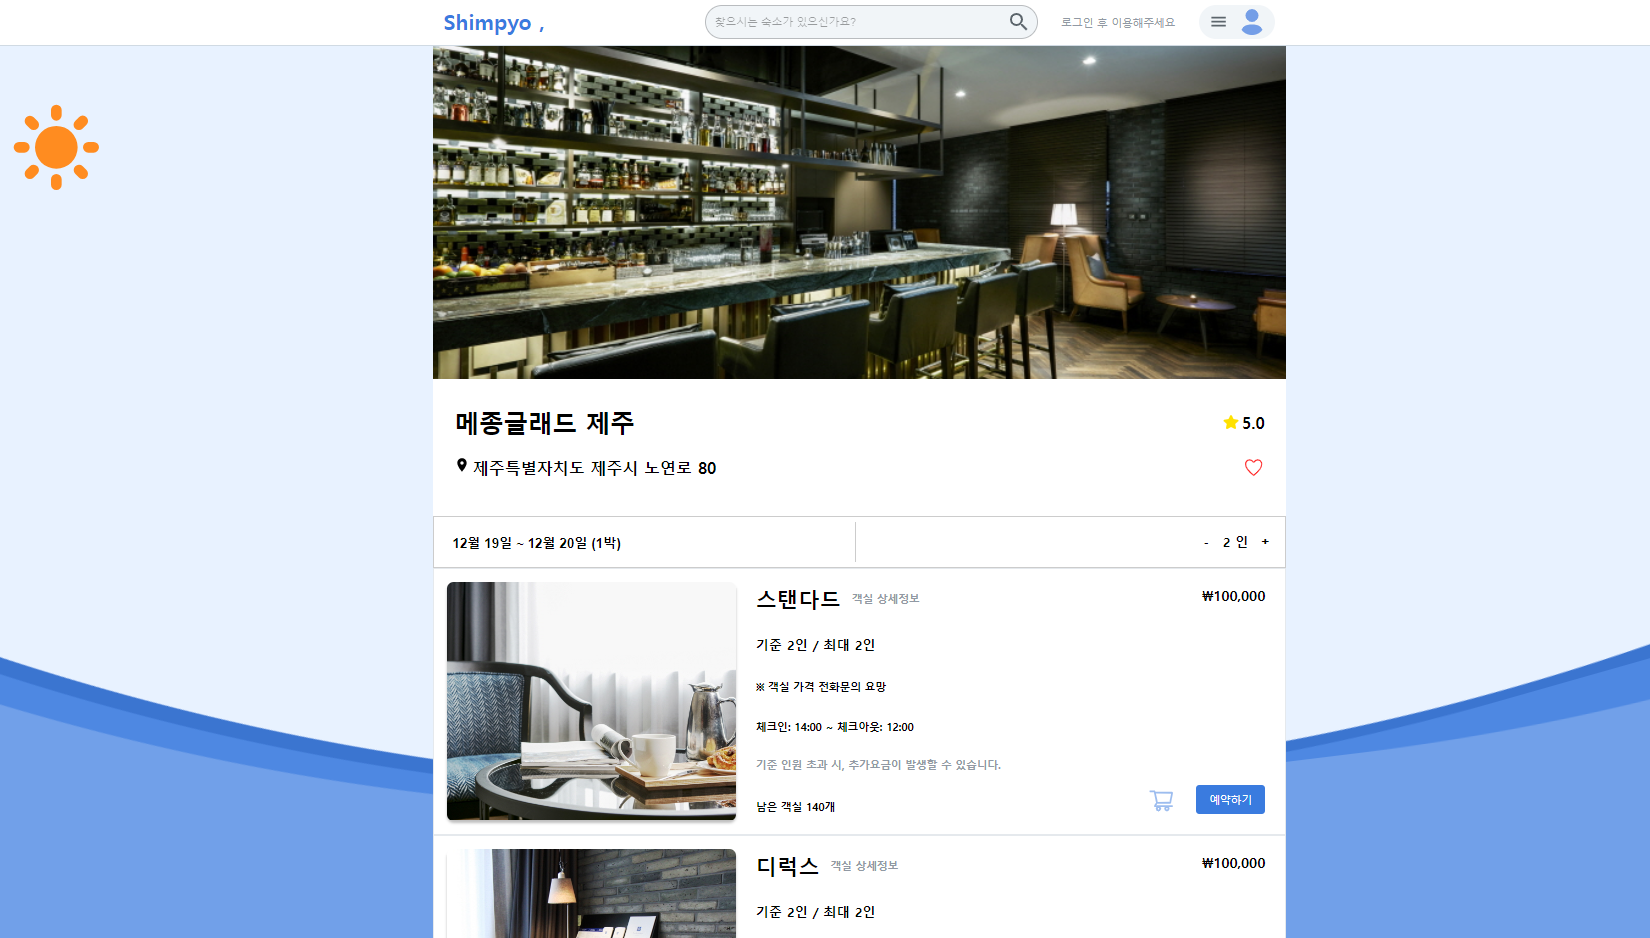 Shimpyo ,
찾으시는 숙소가 있으신가요?
로그인 후 이용해주세요
메종글래드 제주
5.0
제주특별자치도 제주시 노연로 80
12월 19일 ~ 12월 20일 (1박)
- 2 인 +
스탠다드 객실 상세정보
₩100,000
기준 2인 / 최대 2인
※ 객실 가격 전화문의 요망
체크인: 14:00 ~ 체크아웃: 12:00
기준 인원 초과 시, 추가요금이 발생할 수 있습니다.
남은 객실 140개
예약하기
디럭스 객실 상세정보
₩100,000
기준 2인 / 최대 2인